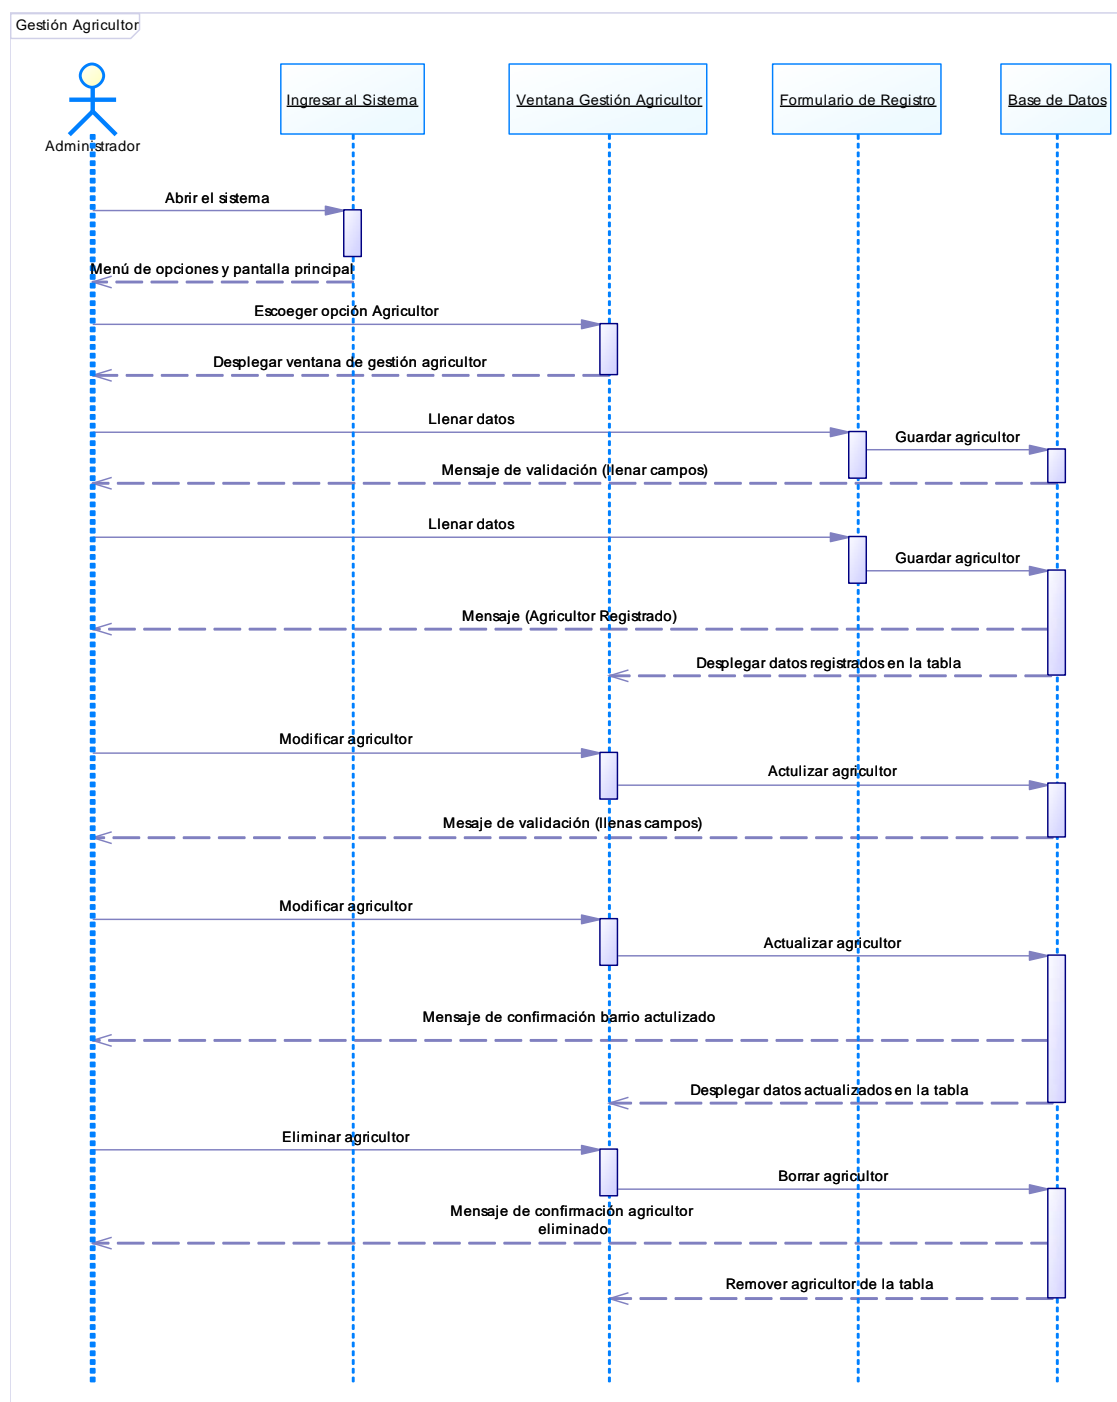 Gestión Agricultor
Administrador
Ingresar al Sistema
Ventana Gestión Agricultor
Formulario de Registro
Base de Datos
Abrir el sistema
Menú de opciones y pantalla principal
Escoeger opción Agricultor
Desplegar ventana de gestión agricultor
Llenar datos
Guardar agricultor
Mensaje de validación (llenar campos)
Llenar datos
Guardar agricultor
Mensaje (Agricultor Registrado)
Desplegar datos registrados en la tabla
Modificar agricultor
Actulizar agricultor
Mesaje de validación (llenas campos)
Modificar agricultor
Actualizar agricultor
Mensaje de confirmación barrio actulizado
Desplegar datos actualizados en la tabla
Eliminar agricultor
Borrar agricultor
Mensaje de confirmación agricultor
eliminado
Remover agricultor de la tabla